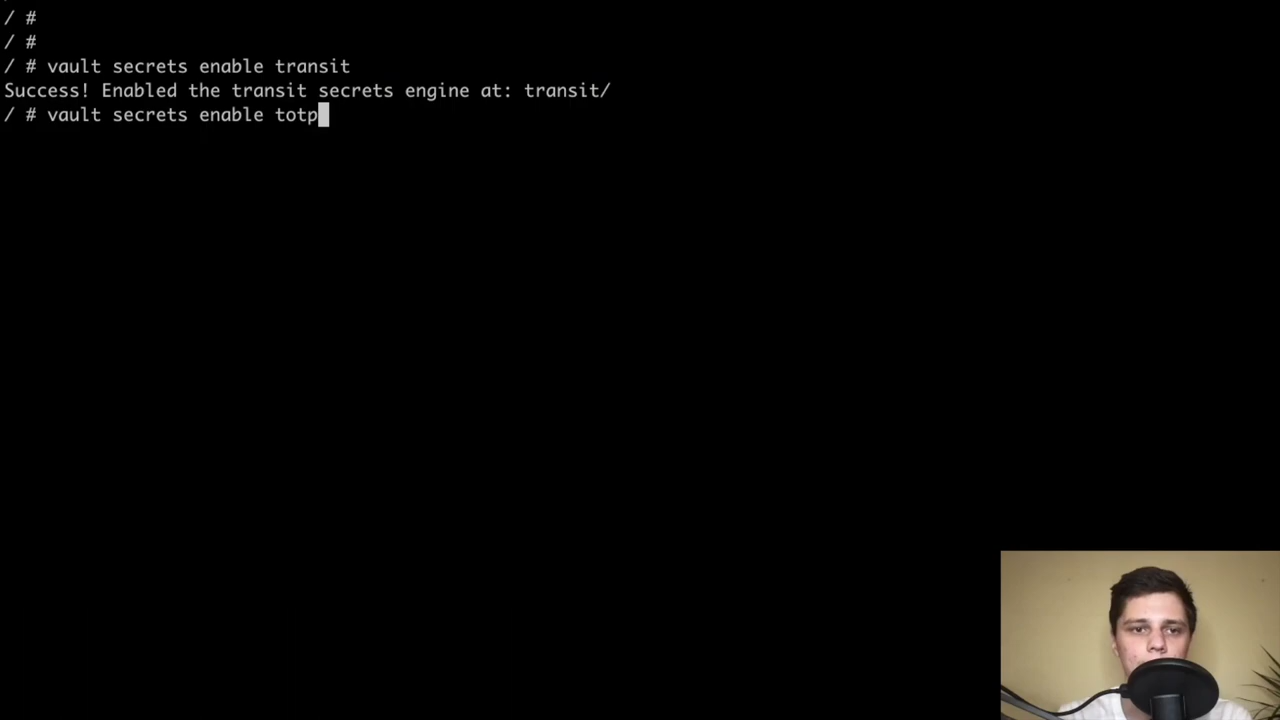 / #
/ #
/ # vault secrets enable transit
Success! Enabled the transit secrets engine at: transit/
/ # vault secrets enable totp